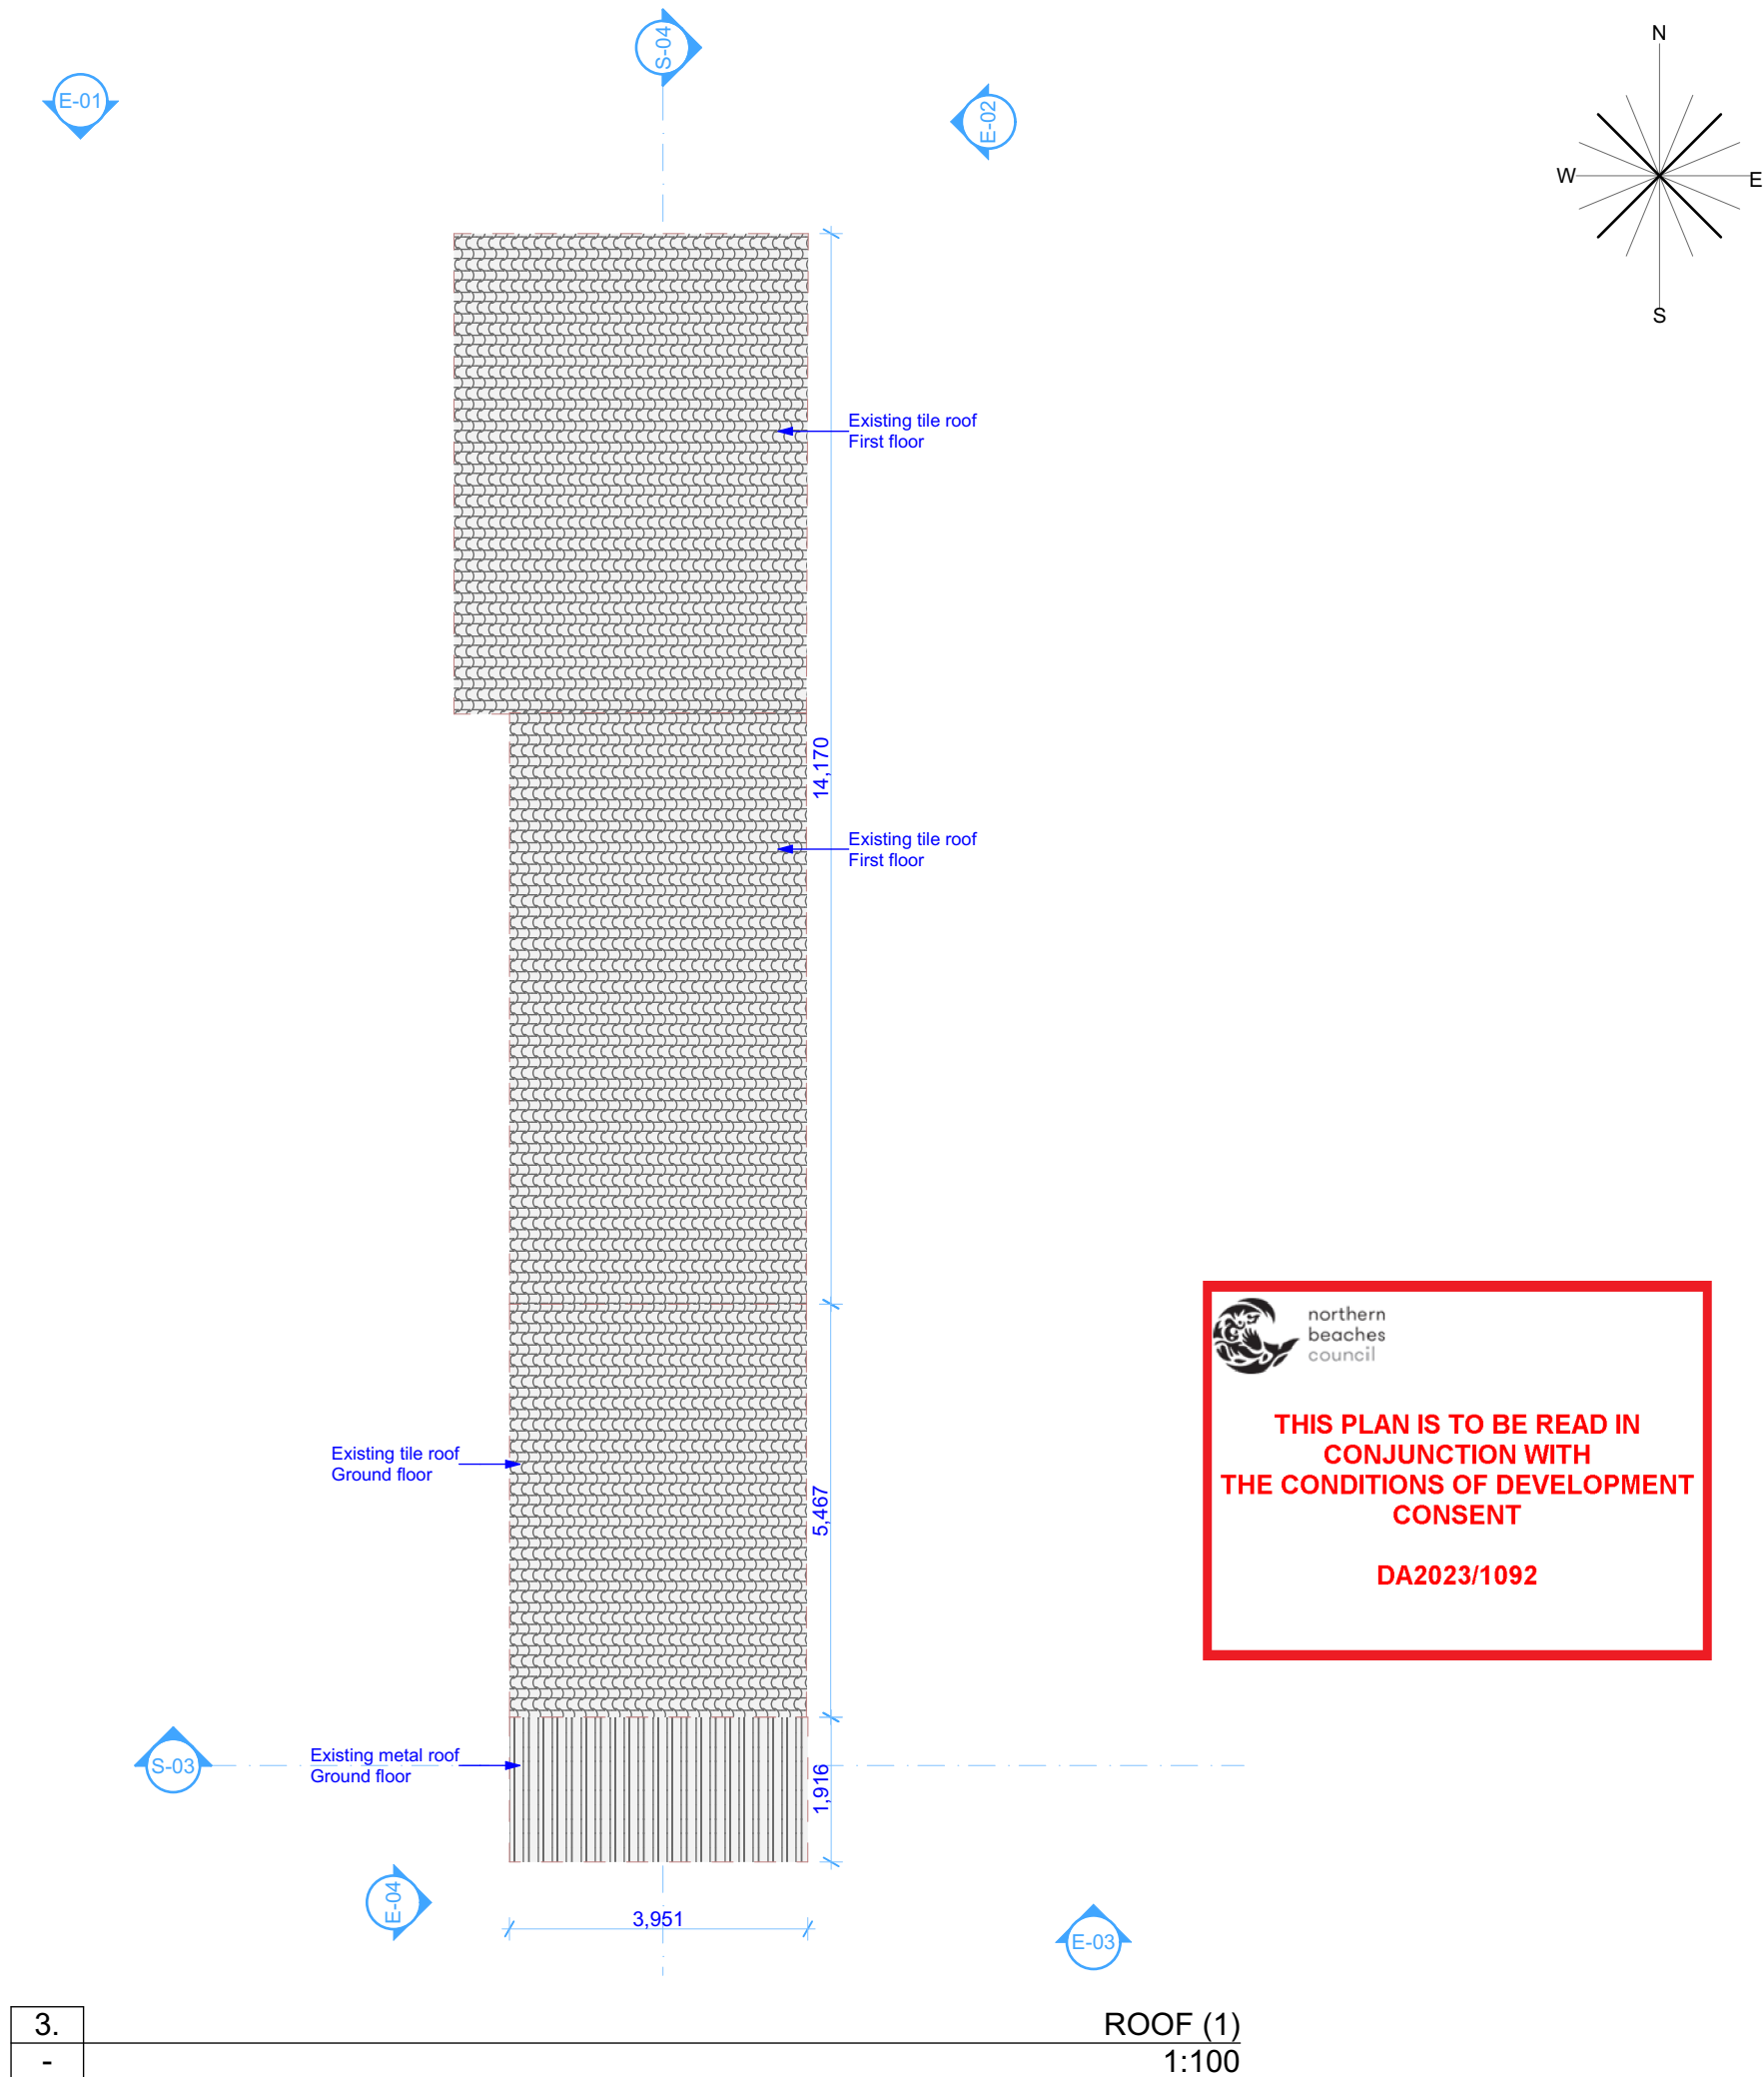 S-04
E-01
E-02
N
W
E
S
Existing tile roof
First floor
14,170
Existing tile roof
First floor
northern
beaches
council
THIS PLAN IS TO BE READ IN
CONJUNCTION WITH
THE CONDITIONS OF DEVELOPMENT
CONSENT
DA2023/1092
Existing tile roof
Ground floor
5,467
S-03
Existing metal roof
Ground floor
1,916
E-04
3,951
E-03
3.
ROOF (1)
-
1:100